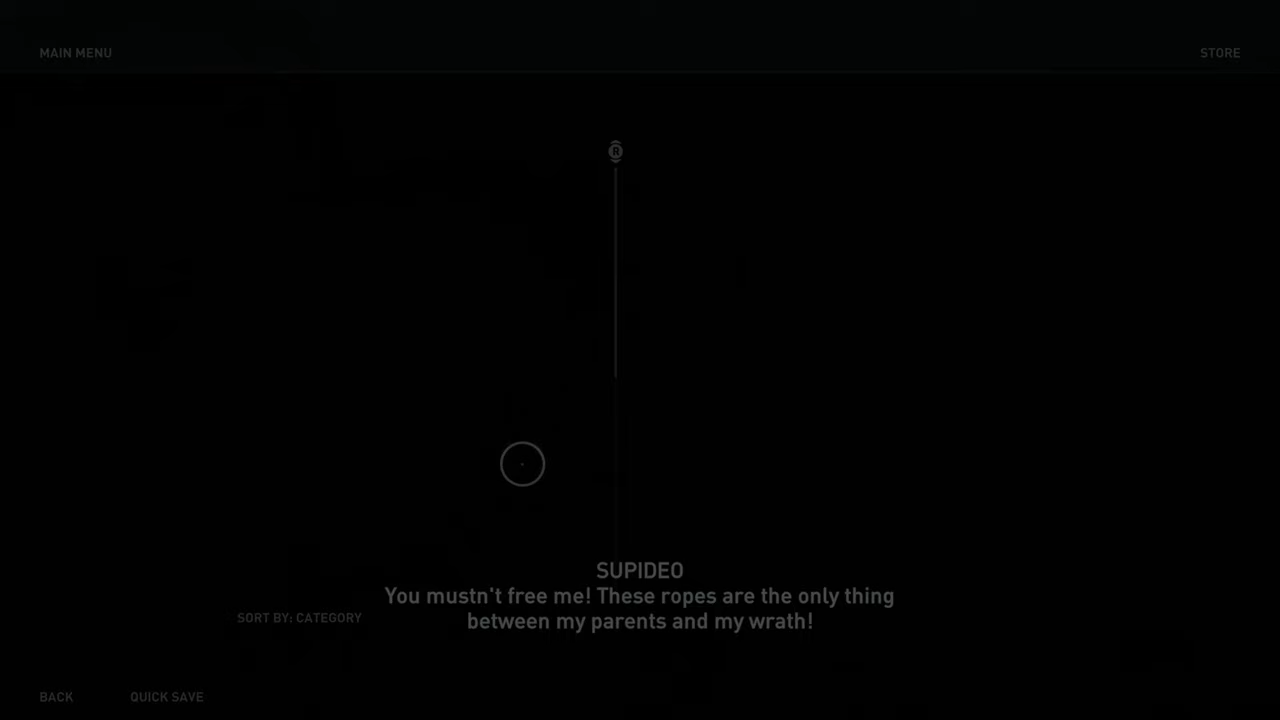 MAIN MENU
STORE
R
SUPIDEO
You mustn't free me! These ropes are the only thing
between my parents and my wrath!
SORT BY: CATEGORY
BACK
QUICK SAVE